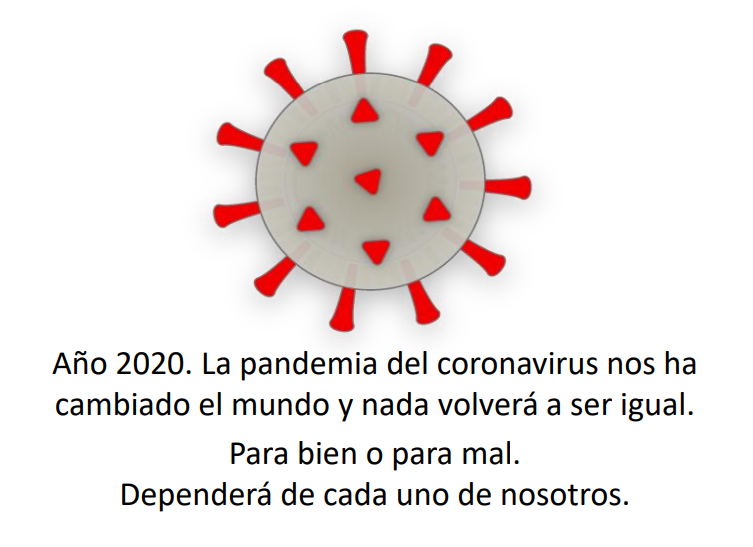 Año 2020. La pandemia del coronavirus nos ha
cambiado el mundo y nada volverá a ser igual.
Para bien o para mal.
Dependerá de cada uno de nosotros.